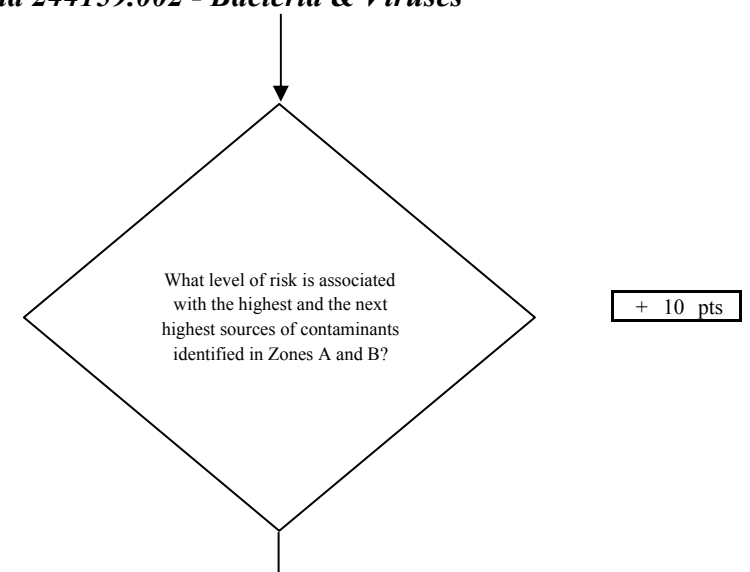 244159.002 - Bacteria & Viruses
What level of risk is associated
with the highest and the next
highest sources of contaminants
identified in Zones A and B?
+ 10 pts